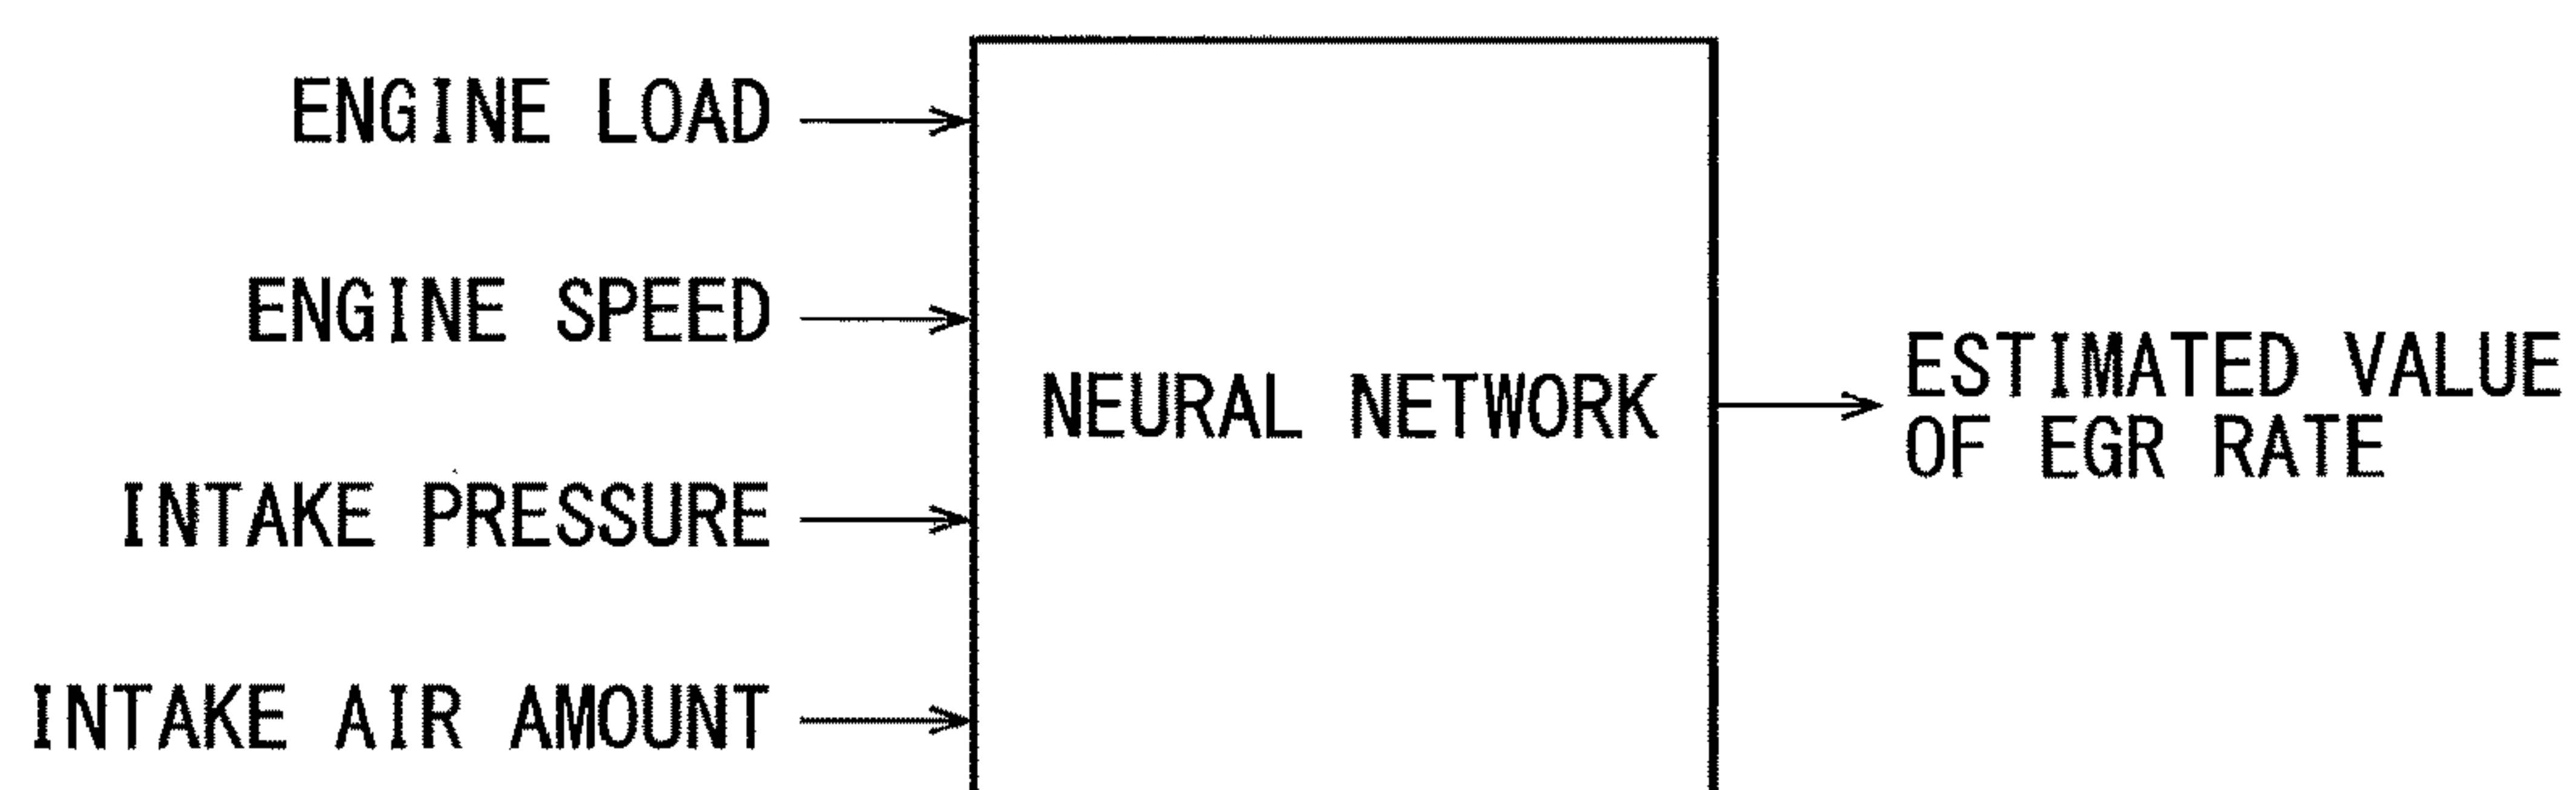 ENGINE LOAD
ENGINE SPEED
INTAKE PRESSURE
INTAKE AIR AMOUNT
NEURAL NETWORK
ESTIMATED VALUE
OF EGR RATE